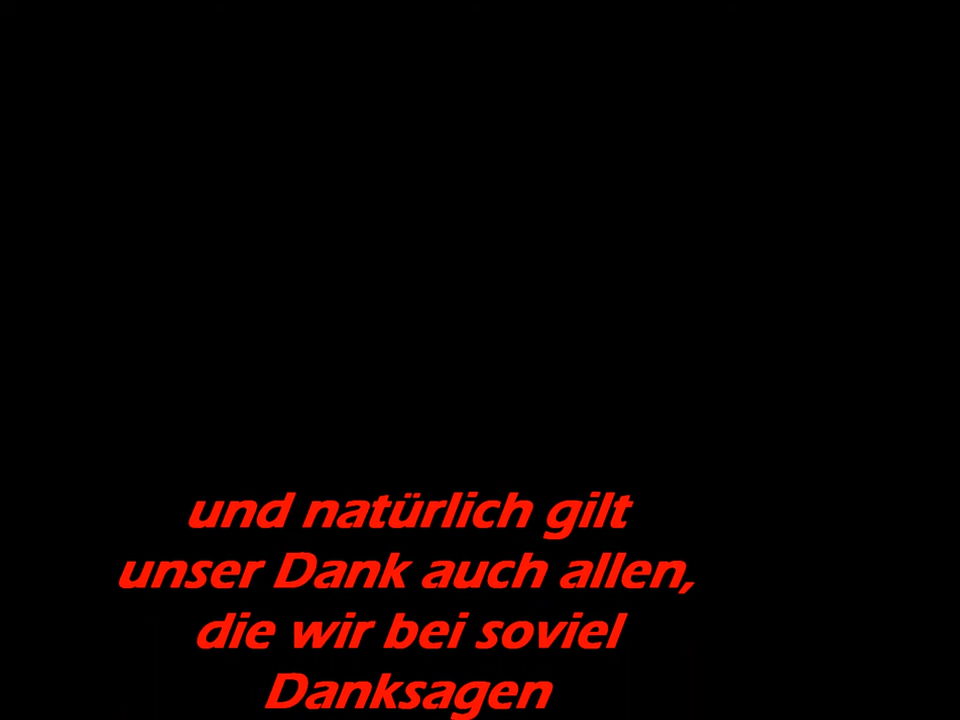 und natürlich gilt
unser Dank auch allen,
die wir bei soviel
Danksagen